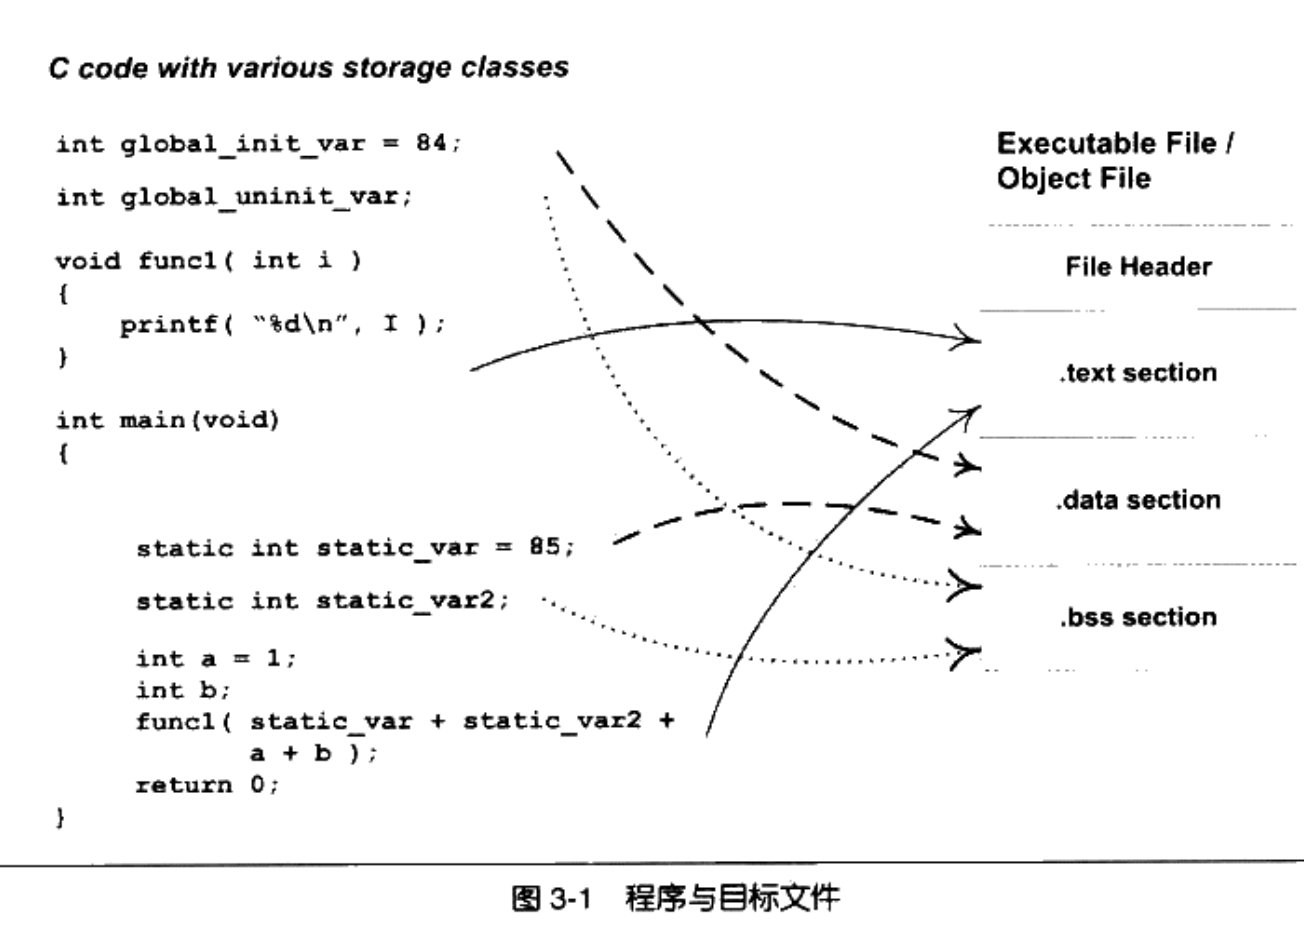 C code with various storage classes
int global_init_var = 84;
int global_uninit_var;
void func1( int i )
{
printf( “%d\n”, I );
}
int main(void)
{
static int static_var = 85;
static int static_var2;
int a = 1;
int b;
func1( static_var + static_var2 +
a + b );
return 0;
}
Executable File /
Object File
File Header
.text section
.data section
.bss section
图 3-1 程序与目标文件